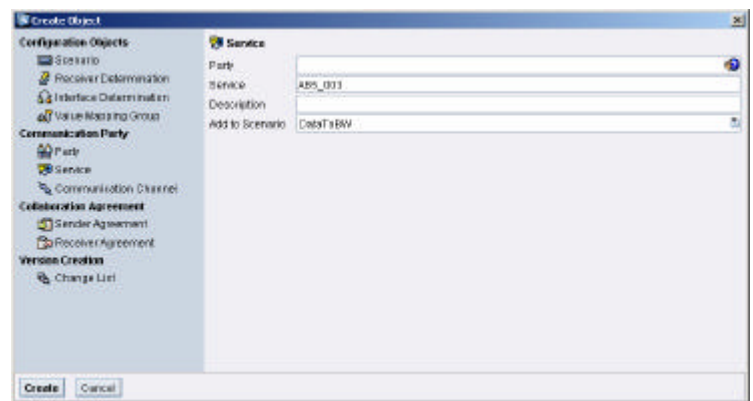 Create Object
Configuration Objects
Scenario
Receiver Determination
Interface Determination
Value Mapping Group
Communication Party
Party
Service
Communication Channel
Collaboration Agreement
Sender Agreement
Receiver Agreement
Version Creation
Change List
Service
Party
Service ABS_003
Description
Add to Scenario DataToBW
Create Cancel